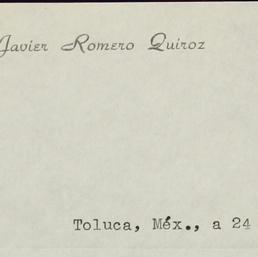 Javier Romero Quiroz
Toluca, Méx., a 24